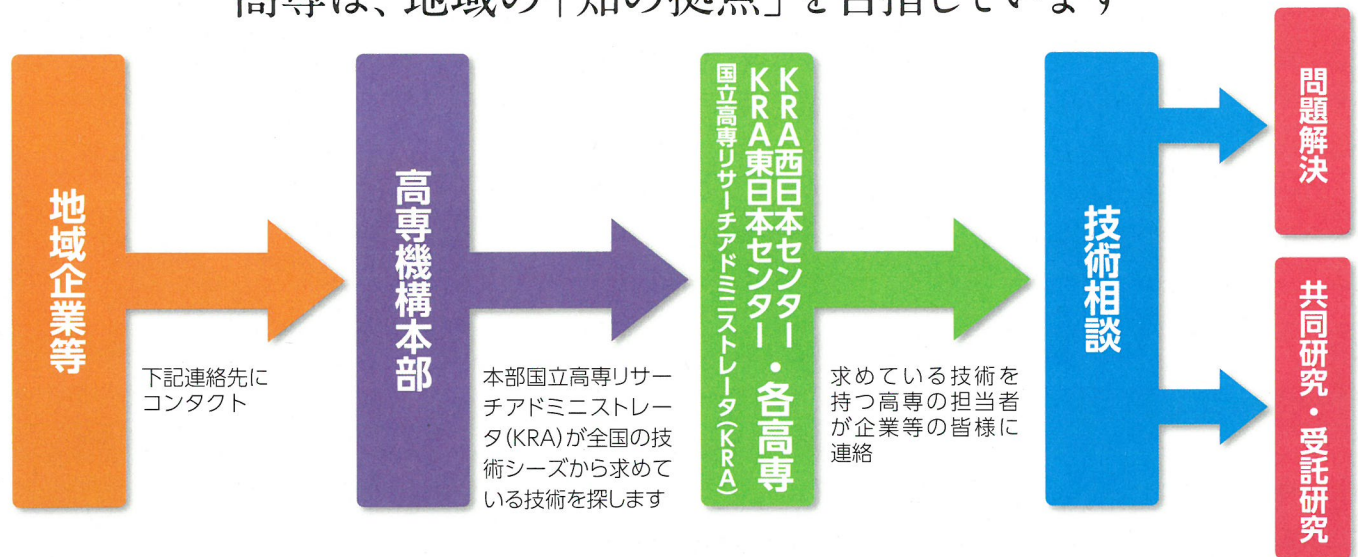 高専は、地域の「知の拠点」を目指しています
地域企業等
下記連絡先に
コンタクト
高専機構本部
本部国立高専リサー
チアドミニストレー
タ(KRA)が全国の技
術シーズから求めて
いる技術を探します
KRA西日本センター・各高専
KRA東日本センター
国立高専リサーチアドミニストレータ(KRA)
求めている技術を
持つ高専の担当者
が企業等の皆様に
連絡
技術相談
問題解決
共同研究・受託研究